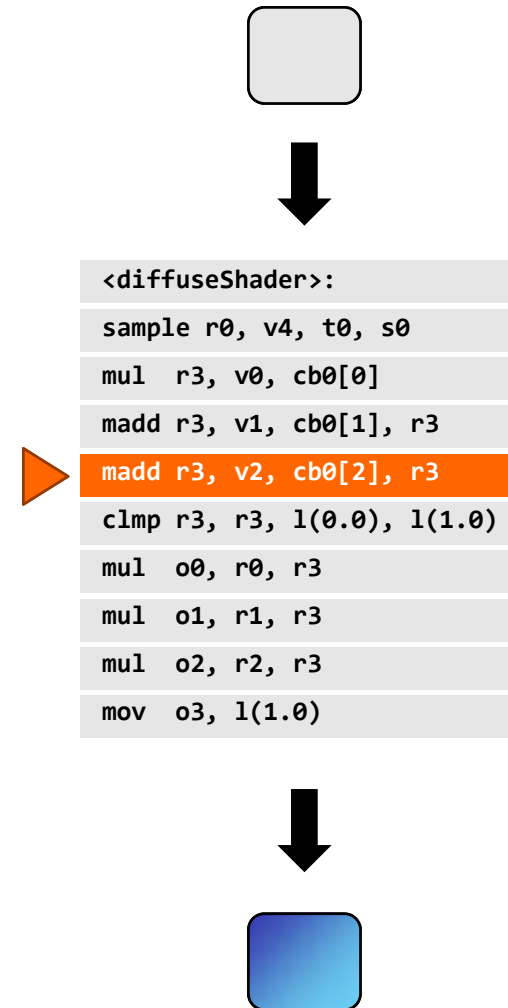 <diffuseShader>:
sample r0, v4, t0, s0
mul  r3, v0, cb0[0]
madd r3, v1, cb0[1], r3
madd r3, v2, cb0[2], r3
clmp r3, r3, l(0.0), l(1.0)
mul  o0, r0, r3
mul  o1, r1, r3
mul  o2, r2, r3
mov  o3, l(1.0)